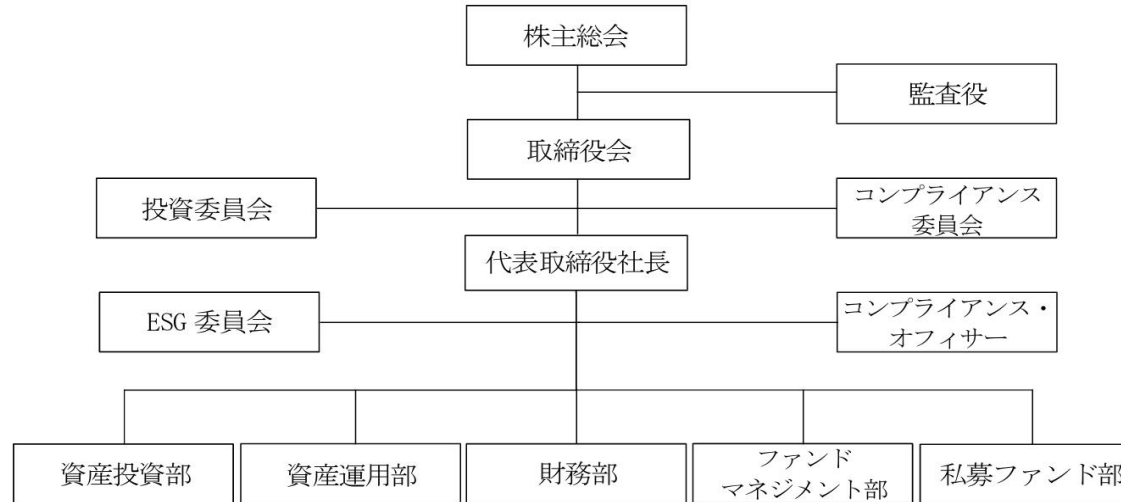 株主総会
監査役
取締役会
投資委員会
コンプライアンス
委員会
代表取締役社長
ESG 委員会
コンプライアンス・
オフィサー
資産投資部
資産運用部
財務部
ファンド
マネジメント部
私募ファンド部